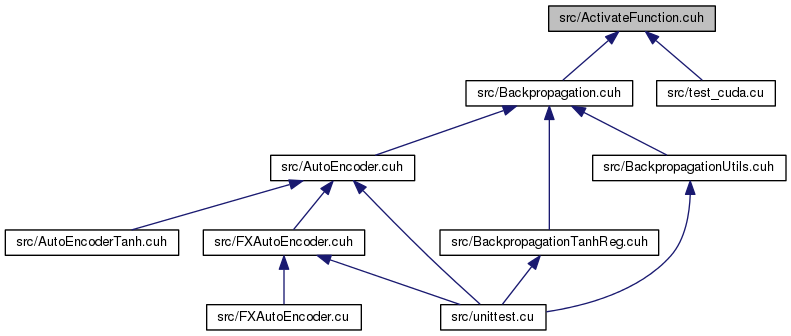 src/ActivateFunction.cuh
src/Backpropagation.cuh
src/test_cuda.cu
src/AutoEncoder.cuh
src/BackpropagationUtils.cuh
src/AutoEncoderTanh.cuh
src/FXAutoEncoder.cuh
src/BackpropagationTanhReg.cuh
src/FXAutoEncoder.cu
src/unittest.cu